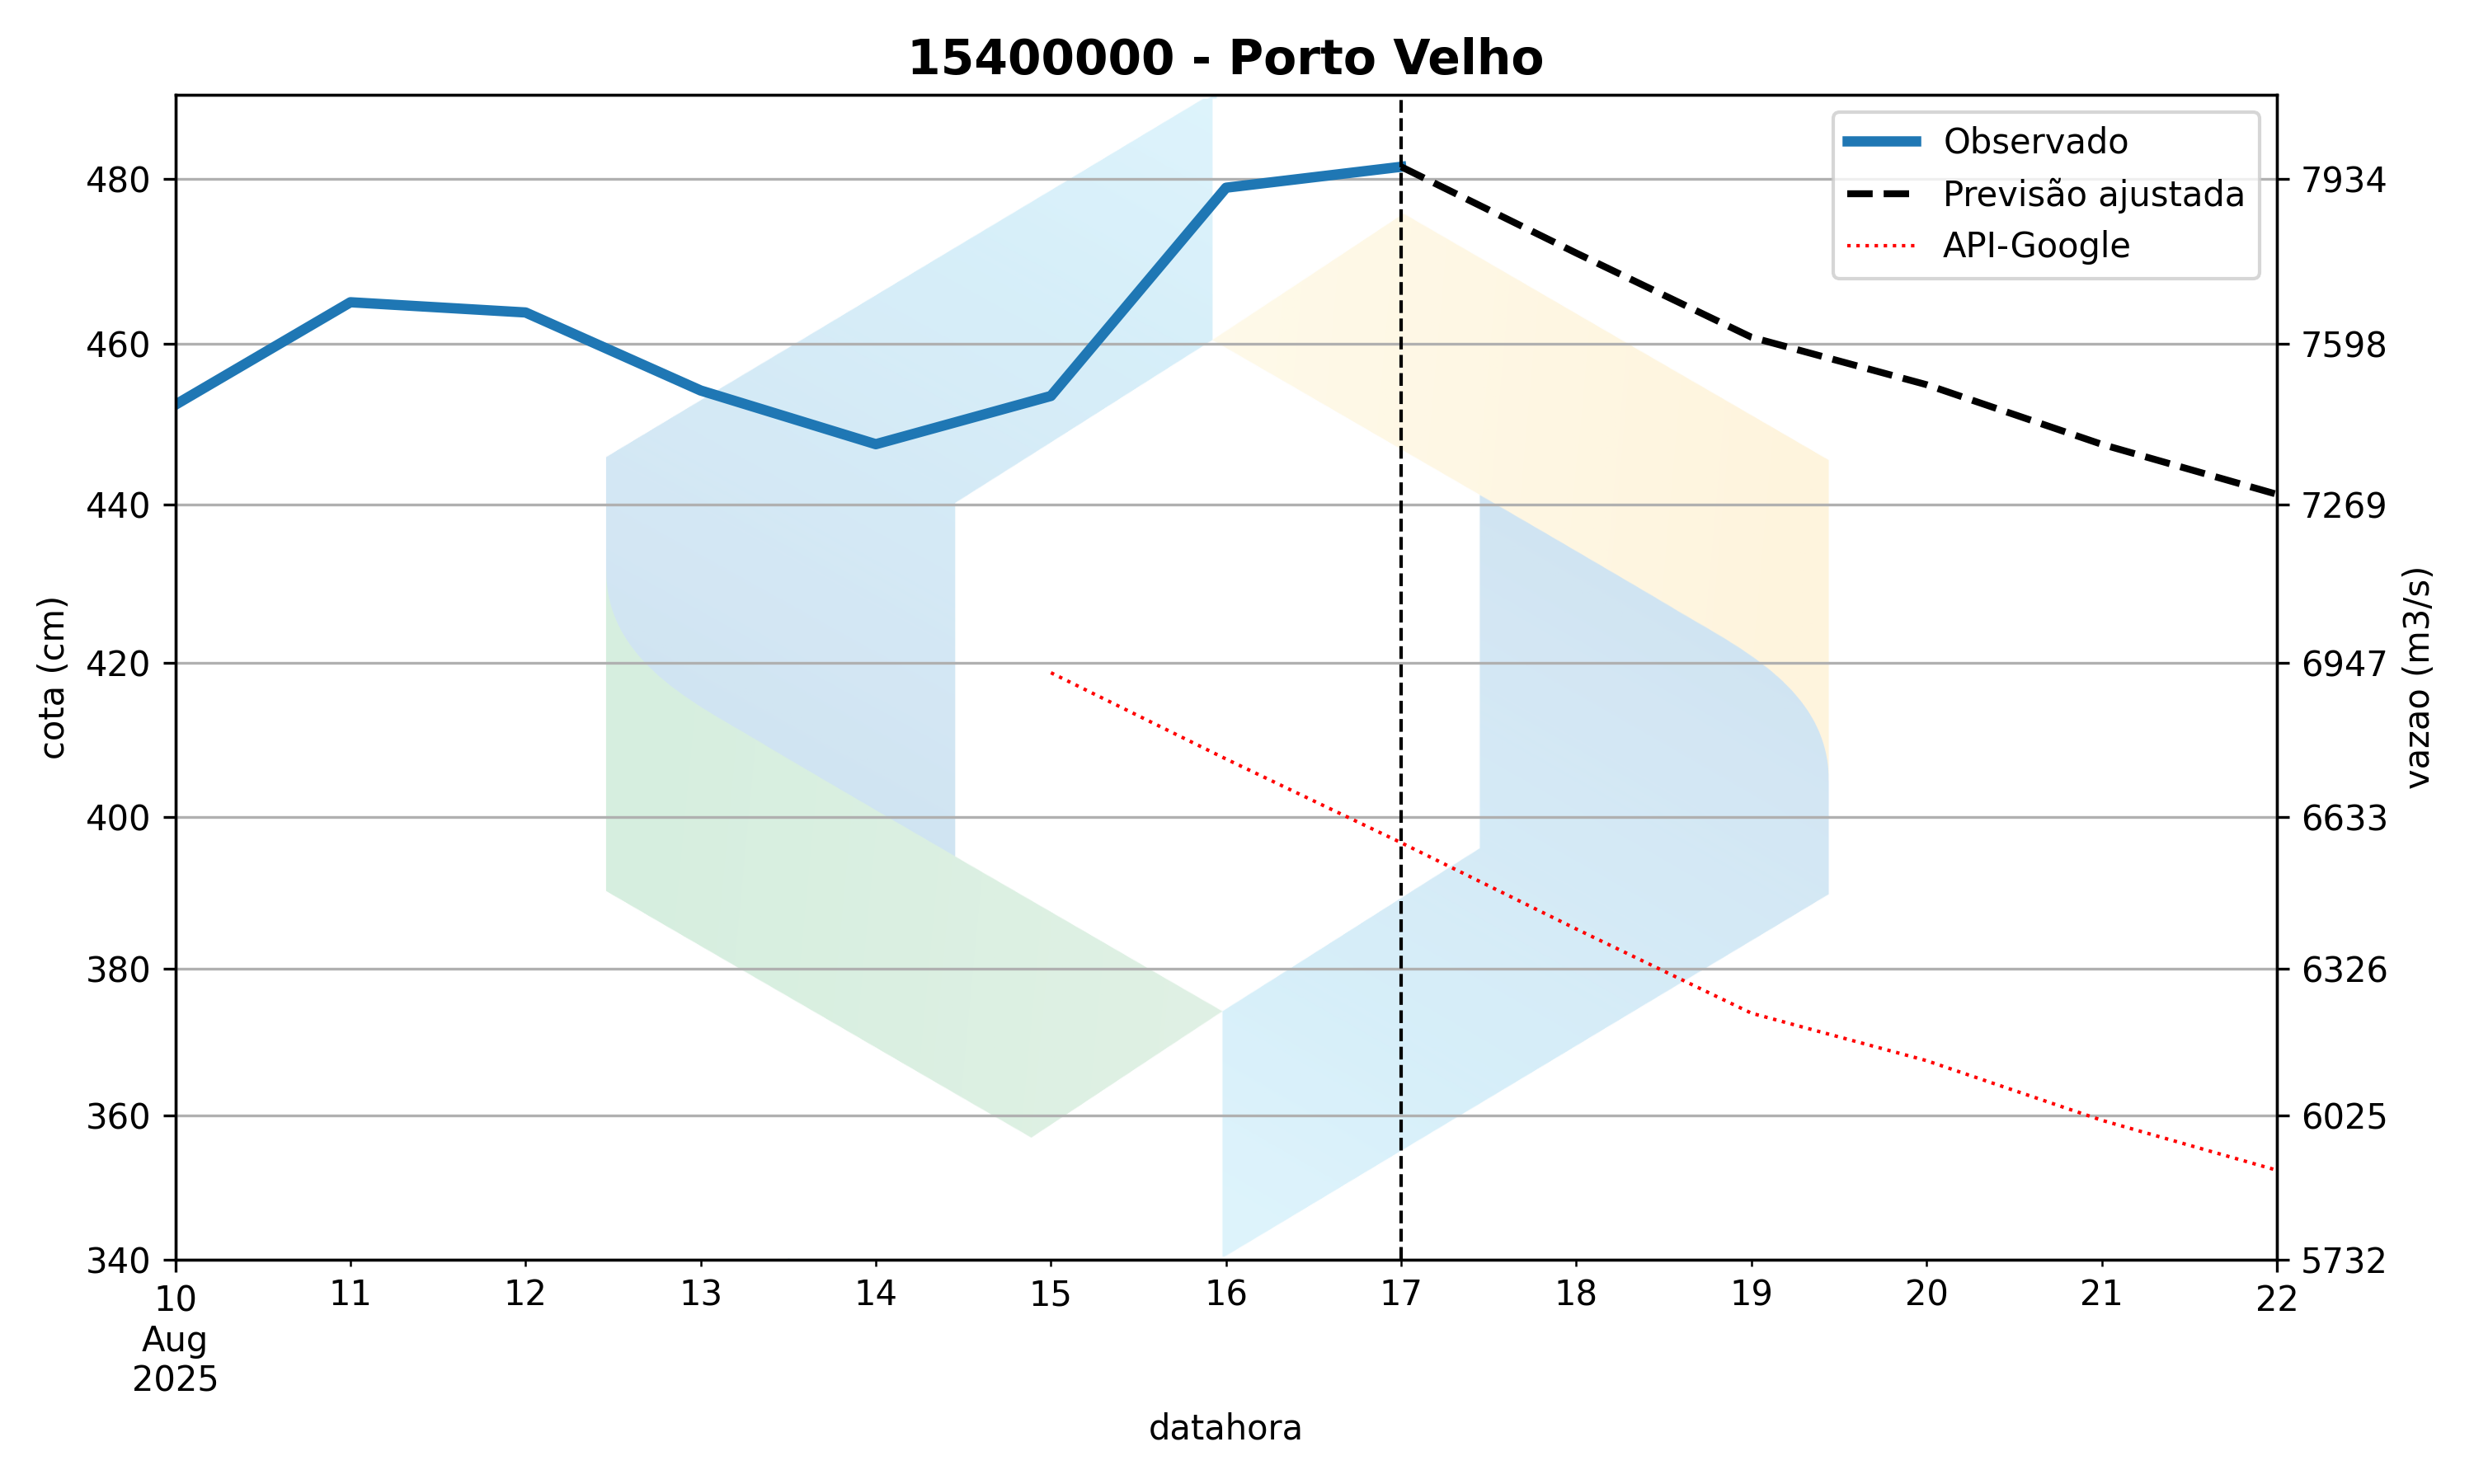 15400000 - Porto Velho
Observado
Previsão ajustada
API-Google
480
460
440
420
400
380
360
340
cota (cm)
7934
7598
7269
6947
6633
6326
6025
5732
vazao (m3/s)
10 11 12 13 14 15 16 17 18 19 20 21 22
Aug
2025
datahora